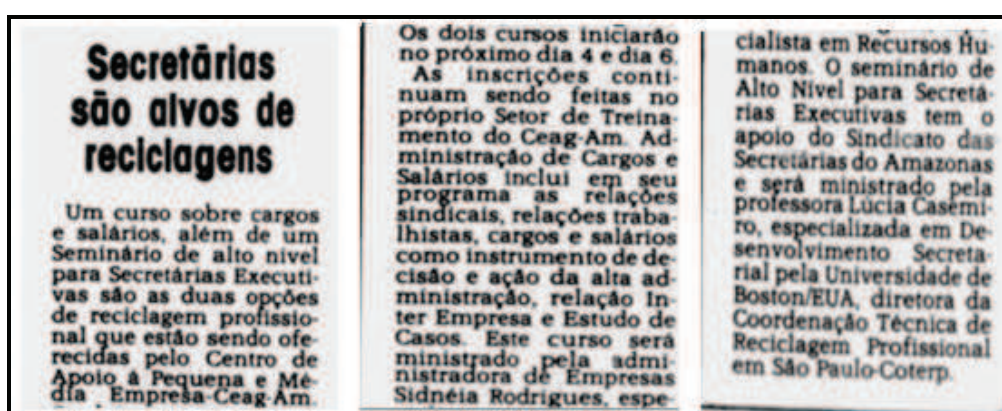 Secretárias
são alvos de
reciclagens
Um curso sobre cargos
e salários, além de um
Seminário de alto nível
para Secretárias Executi-
vas são as duas opções
de reciclagem profissio-
nal que estão sendo ofe-
recidas pelo Centro de
Apoio à Pequena e Mé-
dia Empresa-Ceag-Am.
Os dois cursos iniciarão
no próximo dia 4 e dia 6.
As inscrições conti-
nuam sendo feitas no
próprio Setor de Treina-
mento do Ceag-Am. Ad-
ministração de Cargos e
Salários inclui em seu
programa as relações
sindicais, relações traba-
lhistas, cargos e salários
como instrumento de de-
cisão e ação da alta ad-
ministração, relação In-
ter Empresa e Estudo de
Casos. Este curso será
ministrado pela admi-
nistradora de Empresas
Sidnéia Rodrigues, espe-
cialista em Recursos Hu-
manos. O seminário de
Alto Nível para Secretá-
rias Executivas tem o
apoio do Sindicato das
Secretárias do Amazonas
e será ministrado pela
professora Lúcia Casemi-
ro, especializada em De-
senvolvimento Secreta-
rial pela Universidade de
Boston/EUA, diretora da
Coordenação Técnica de
Reciclagem Profissional
em São Paulo-Coterp.